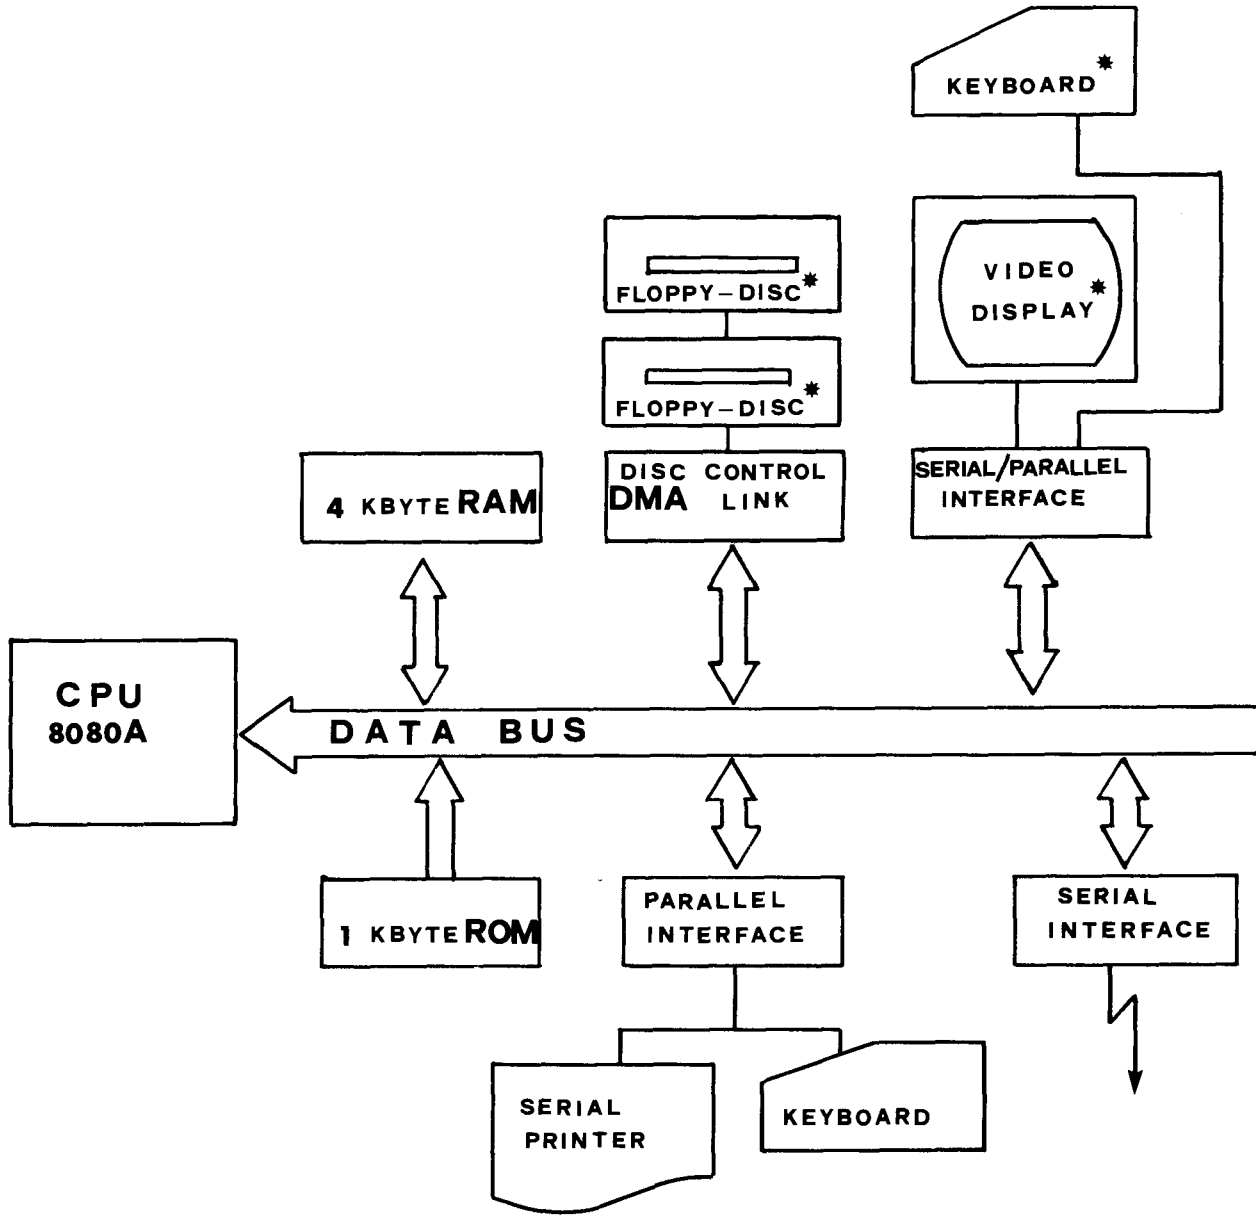 KEYBOARD*
VIDEO
DISPLAY*
FLOPPY-DISC*
FLOPPY-DISC*
DISC CONTROL
DMA LINK
SERIAL/PARALLEL
INTERFACE
4 KBYTE RAM
CPU
8080A
DATA BUS
1 KBYTE ROM
PARALLEL
INTERFACE
SERIAL
INTERFACE
SERIAL
PRINTER
KEYBOARD